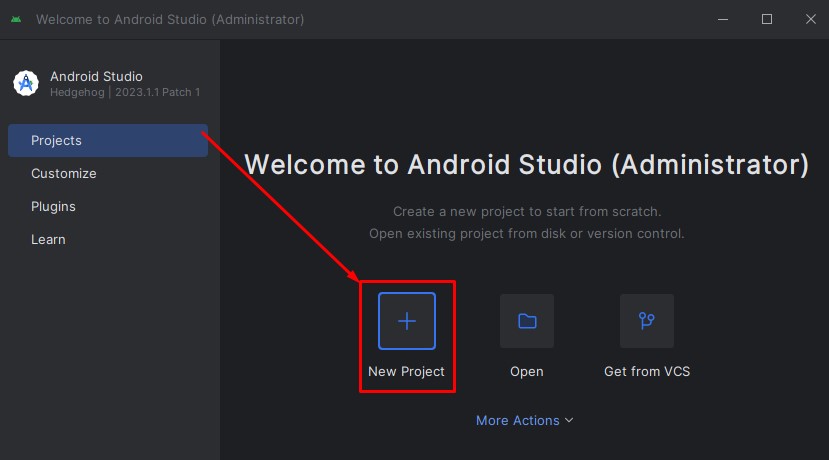 Welcome to Android Studio (Administrator)
Android Studio
Hedgehog | 2023.1.1 Patch 1
Projects
Customize
Plugins
Learn
Welcome to Android Studio (Administrator)
Create a new project to start from scratch.
Open existing project from disk or version control.
New Project
Open
Get from VCS
More Actions